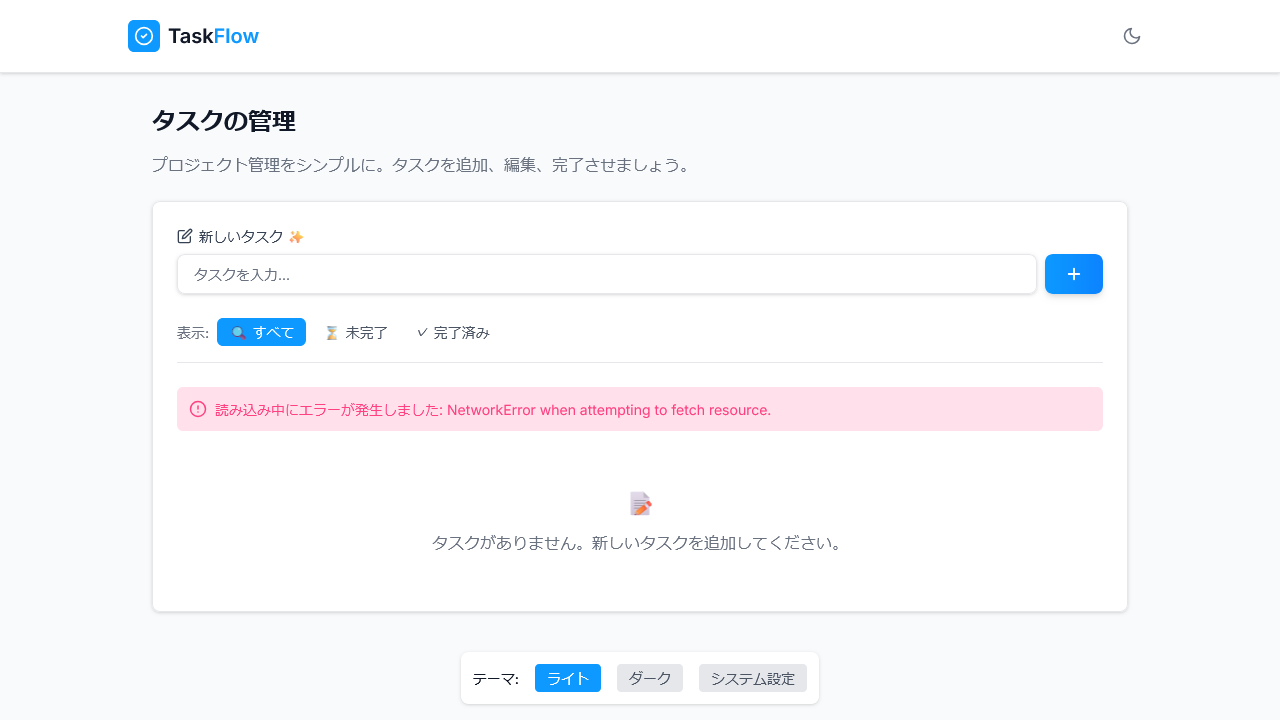 TaskFlow
タスクの管理
プロジェクト管理をシンプルに。タスクを追加、編集、完了させましょう。
新しいタスク ✨
タスクを入力...
+
表示: 🔍 すべて ⏳ 未完了 ✓ 完了済み
読み込み中にエラーが発生しました: NetworkError when attempting to fetch resource.
📝
タスクがありません。新しいタスクを追加してください。
テーマ: ライト ダーク システム設定